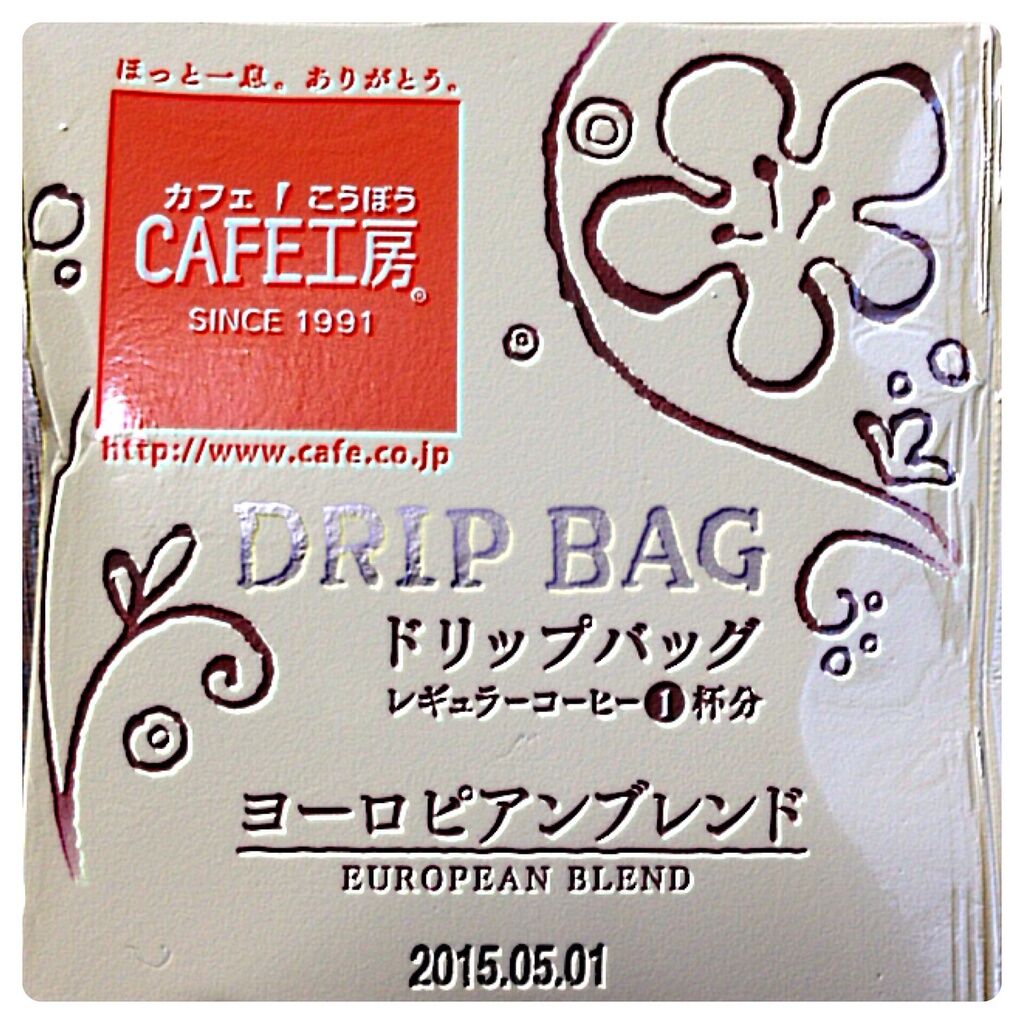 ほっと一息。ありがとう。
カフェ / こうぼう
CAFE工房®
SINCE 1991
http://www.cafe.co.jp
DRIP BAG
ドリップバッグ
レギュラーコーヒー1杯分
ヨーロピアンブレンド
EUROPEAN BLEND
2015.05.01